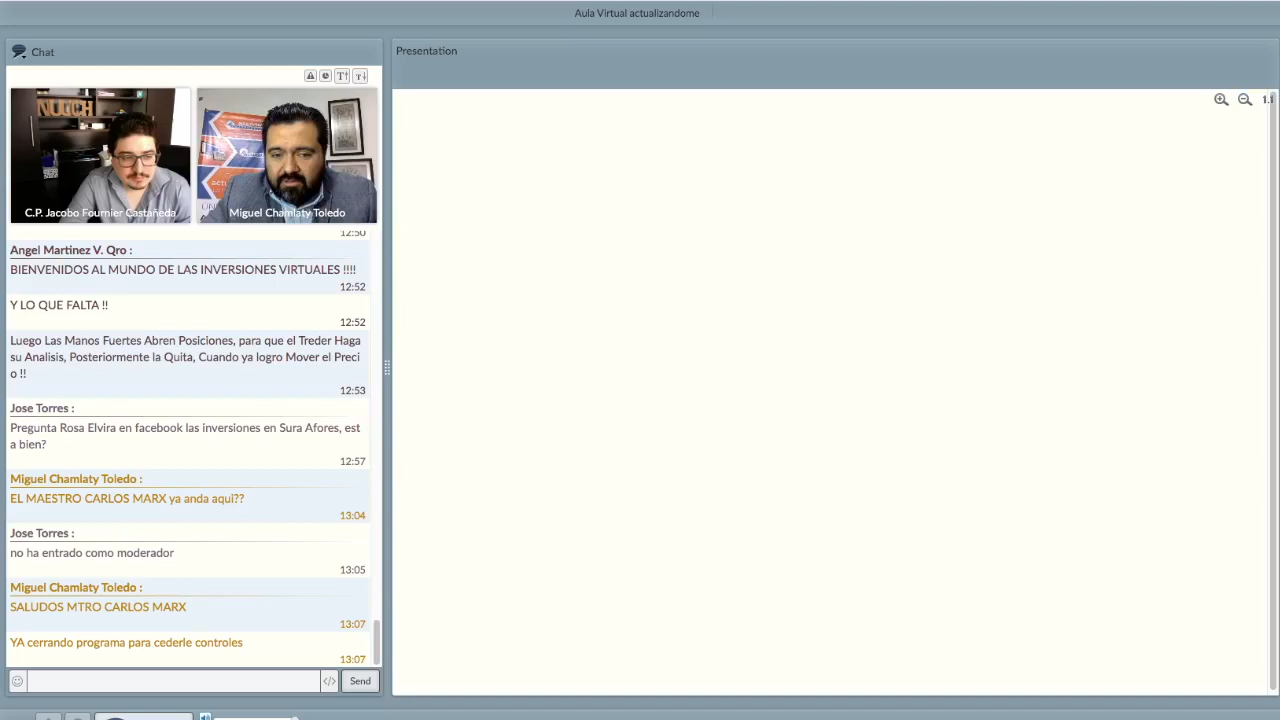 Aula Virtual actualizandome
Chat
Presentation
NUUCH
C.P. Jacobo Fournier Castañeda
Miguel Chamlaty Toledo
12:50
Angel Martinez V. Qro :
BIENVENIDOS AL MUNDO DE LAS INVERSIONES VIRTUALES !!!!
12:52
Y LO QUE FALTA !!
12:52
Luego Las Manos Fuertes Abren Posiciones, para que el Treder Haga
su Analisis, Posteriormente la Quita, Cuando ya logro Mover el Preci
o !!
12:53
Jose Torres :
Pregunta Rosa Elvira en facebook las inversiones en Sura Afores, est
a bien?
12:57
Miguel Chamlaty Toledo :
EL MAESTRO CARLOS MARX ya anda aqui??
13:04
Jose Torres :
no ha entrado como moderador
13:05
Miguel Chamlaty Toledo :
SALUDOS MTRO CARLOS MARX
13:07
YA cerrando programa para cederle controles
13:07
Send